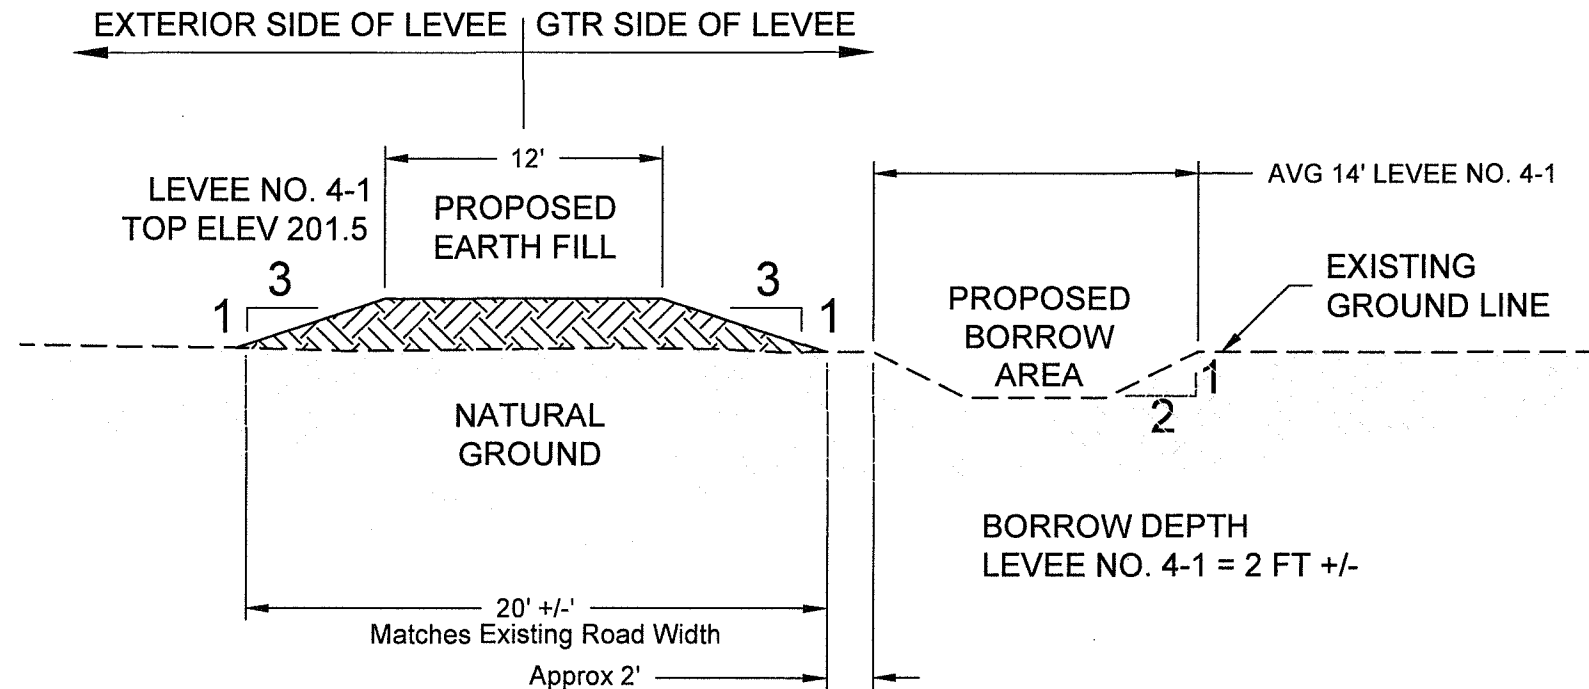 EXTERIOR SIDE OF LEVEE GTR SIDE OF LEVEE
12'
LEVEE NO. 4-1
TOP ELEV 201.5
PROPOSED
EARTH FILL
AVG 14' LEVEE NO. 4-1
3
1
3
1
PROPOSED
BORROW
AREA
EXISTING
GROUND LINE
1
2
NATURAL
GROUND
BORROW DEPTH
LEVEE NO. 4-1 = 2 FT +/-
20' +/-'
Matches Existing Road Width
Approx 2'